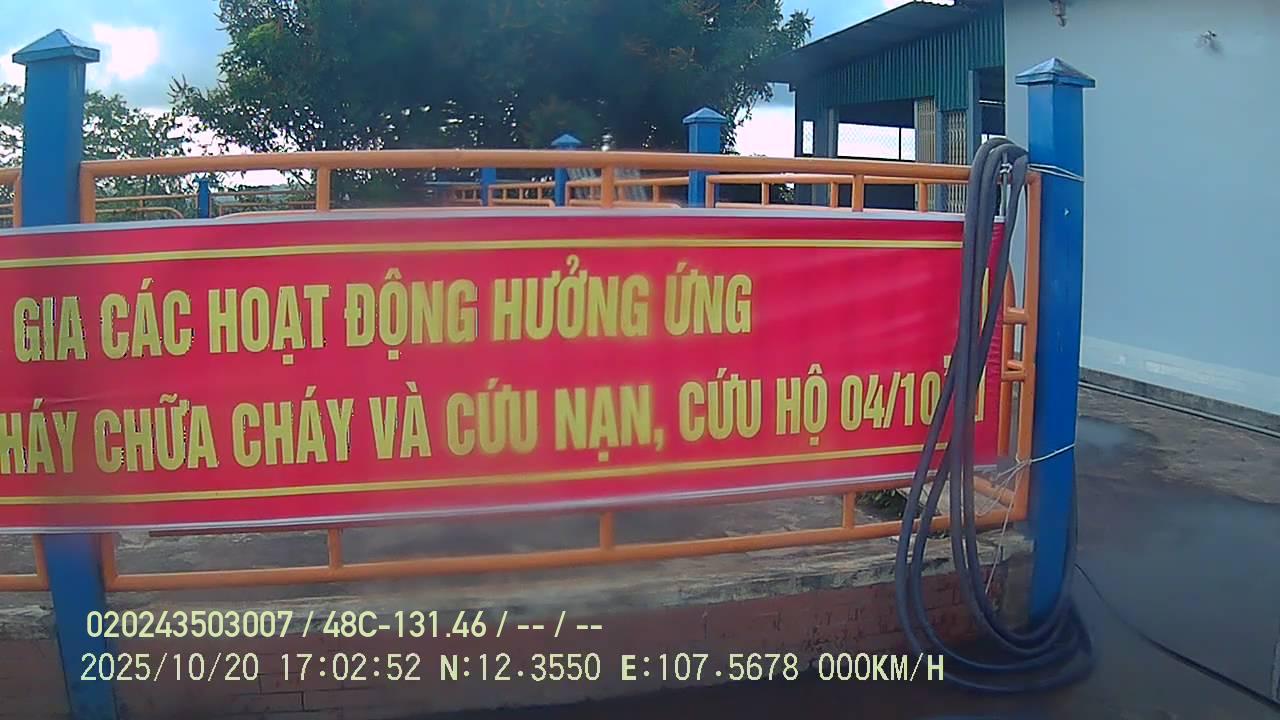 GIA CÁC HOẠT ĐỘNG HƯỞNG ỨNG
HÁY CHỮA CHÁY VÀ CỨU NẠN, CỨU HỘ 04/10
020243503007 / 48C-131.46 / -- / --
2025/10/20 17:02:52 N:12.3550 E:107.5678 000KM/H